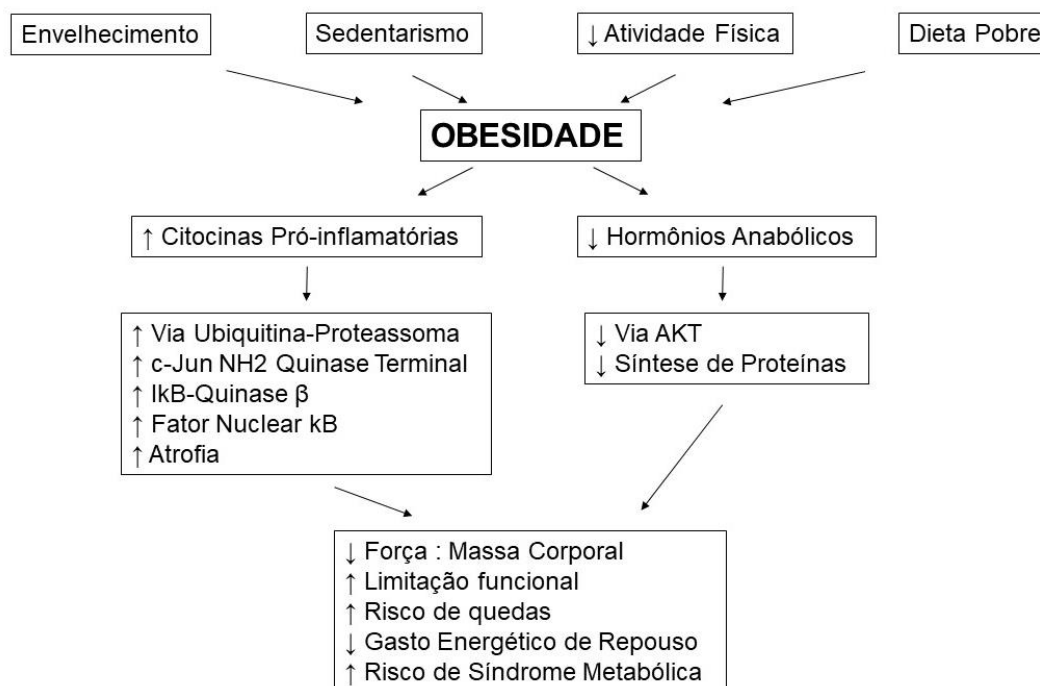 Envelhecimento
Sedentarismo
↓ Atividade Física
Dieta Pobre
OBESIDADE
↑ Citocinas Pró-inflamatórias
↓ Hormônios Anabólicos
↑ Via Ubiquitina-Proteassoma
↑ c-Jun NH2 Quinase Terminal
↑ IkB-Quinase β
↑ Fator Nuclear kB
↑ Atrofia
↓ Via AKT
↓ Síntese de Proteínas
↓ Força : Massa Corporal
↑ Limitação funcional
↑ Risco de quedas
↓ Gasto Energético de Repouso
↑ Risco de Síndrome Metabólica